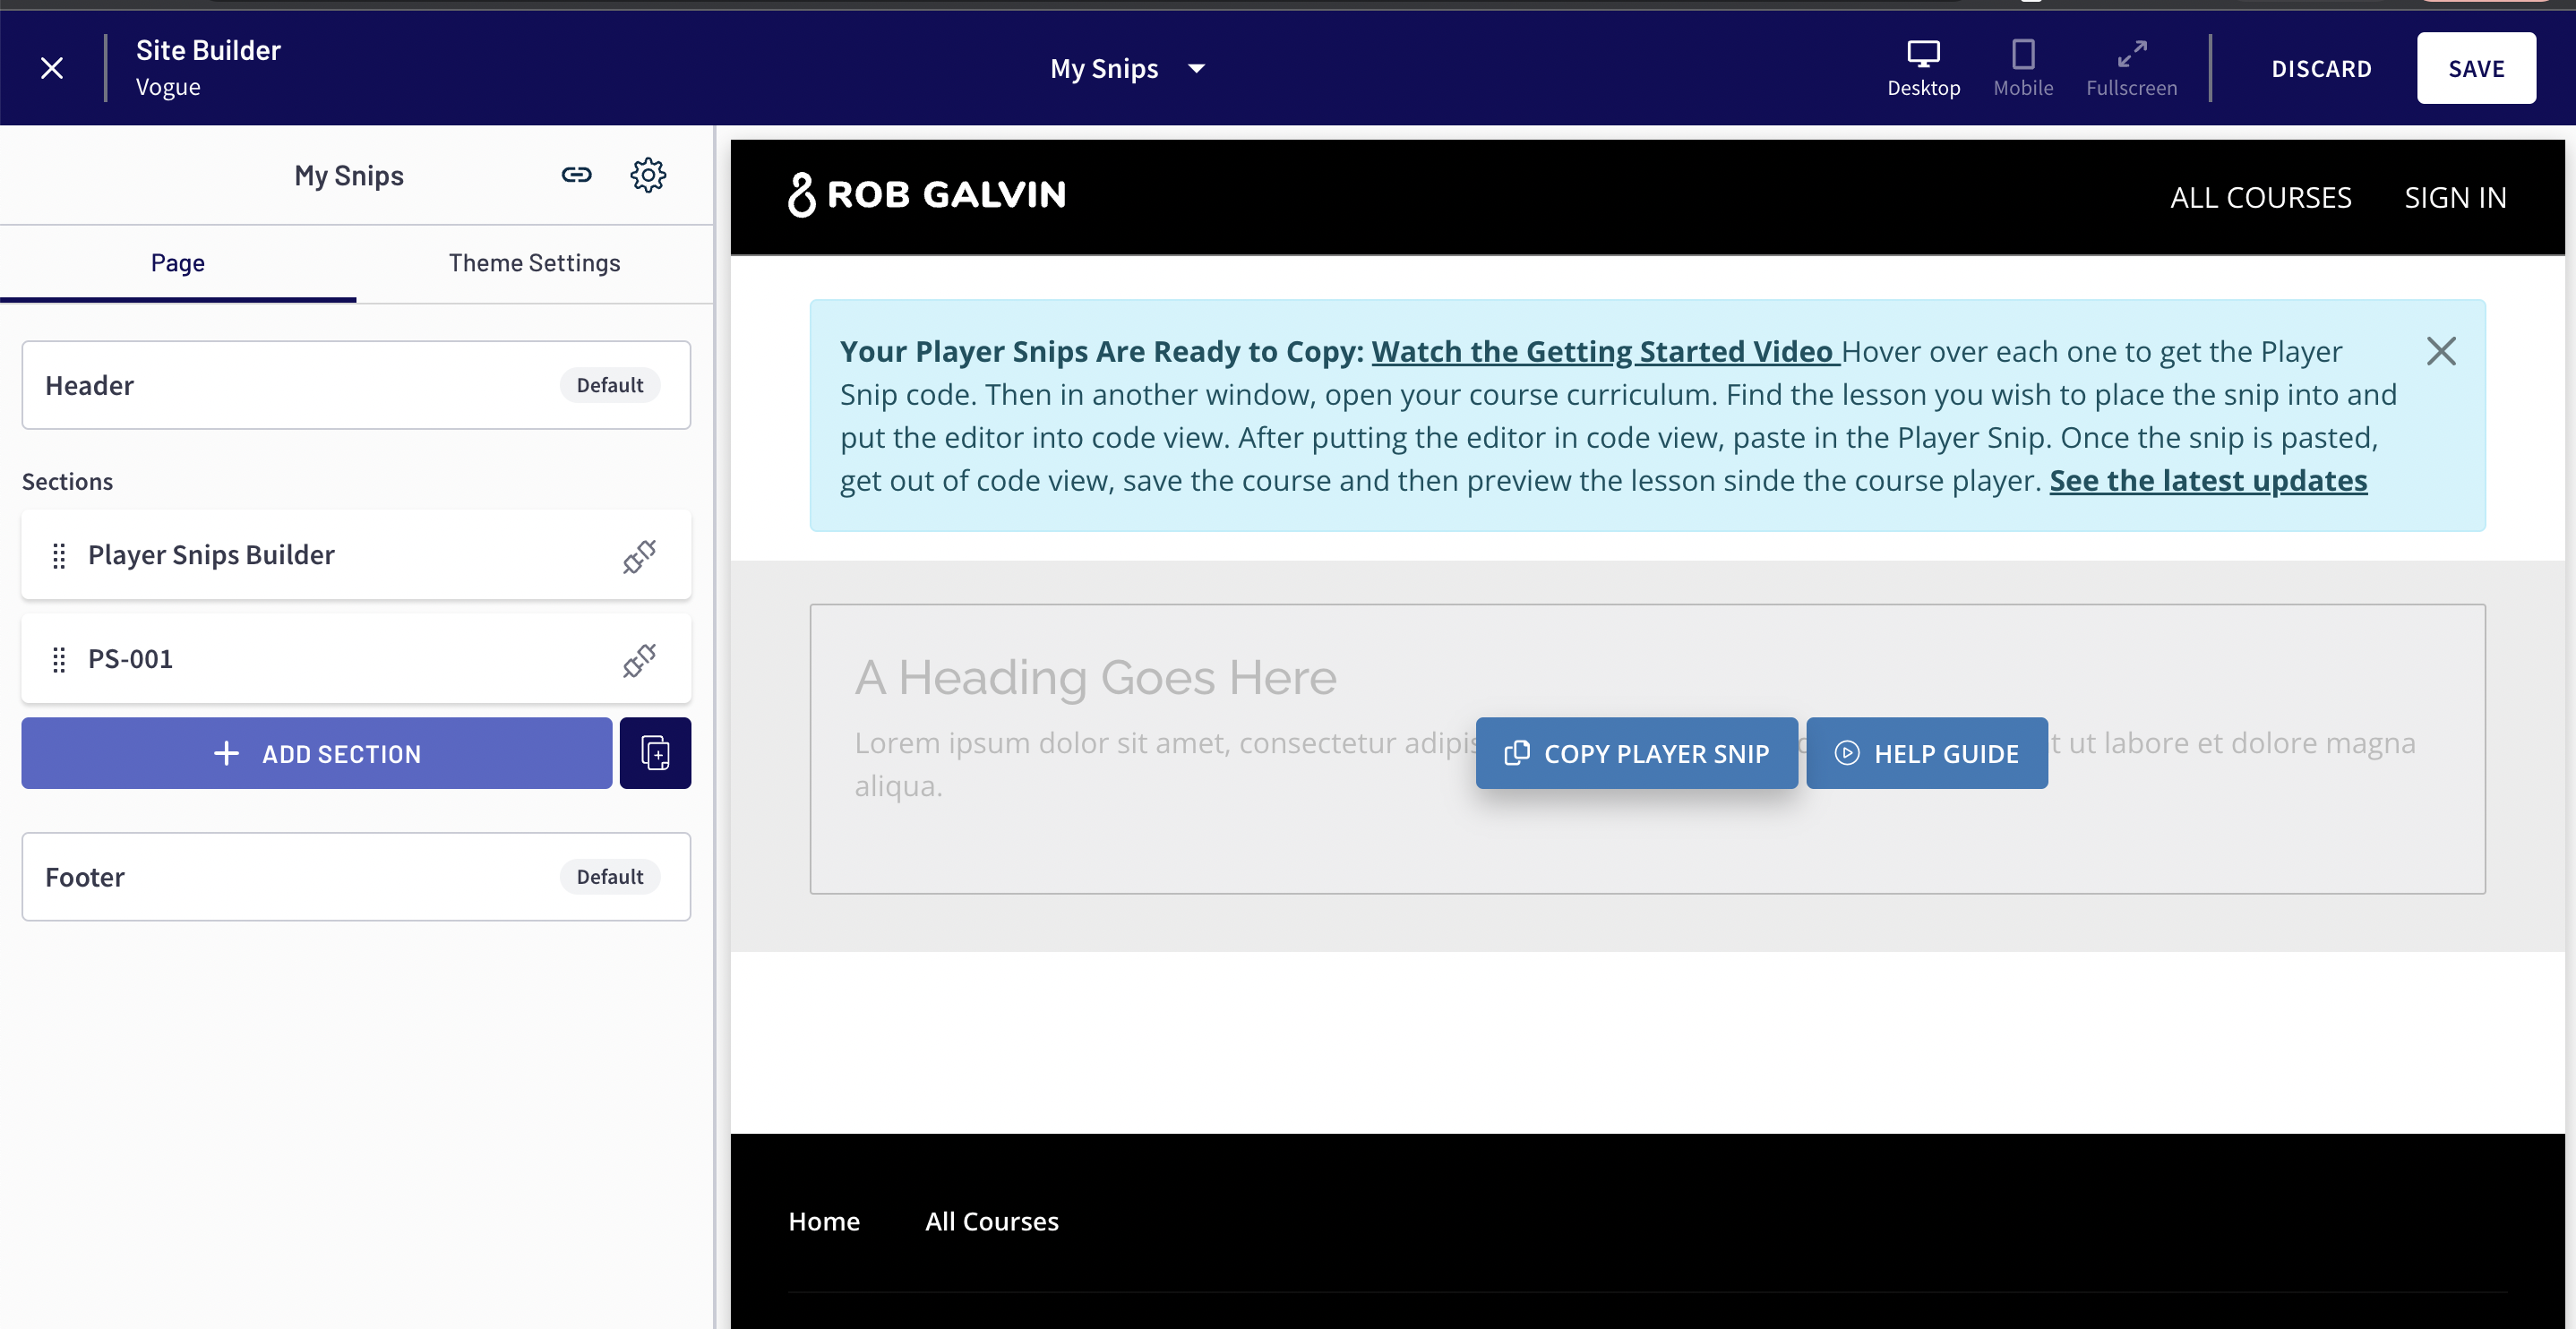 Site Builder
Vogue
My Snips
Desktop
Mobile
Fullscreen
DISCARD
SAVE
My Snips
Page
Theme Settings
Header
Default
Sections
Player Snips Builder
PS-001
ADD SECTION
Footer
Default
ROB GALVIN
ALL COURSES
SIGN IN
Your Player Snips Are Ready to Copy: Watch the Getting Started Video Hover over each one to get the Player
Snip code. Then in another window, open your course curriculum. Find the lesson you wish to place the snip into and
put the editor into code view. After putting the editor in code view, paste in the Player Snip. Once the snip is pasted,
get out of code view, save the course and then preview the lesson sinde the course player. See the latest updates
A Heading Goes Here
Lorem ipsum dolor sit amet, consectetur t ut labore et dolore magna
aliqua.
COPY PLAYER SNIP
HELP GUIDE
Home
All Courses